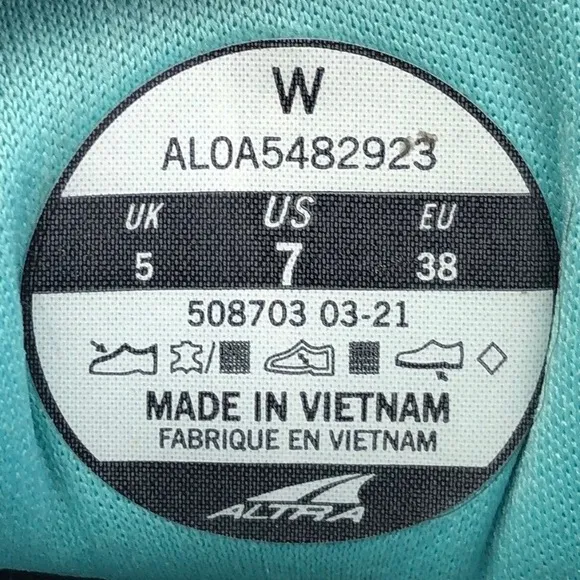 W
AL0A5482923
UK US EU
5 7 38
508703 03-21
MADE IN VIETNAM
FABRIQUE EN VIETNAM
ALTRA